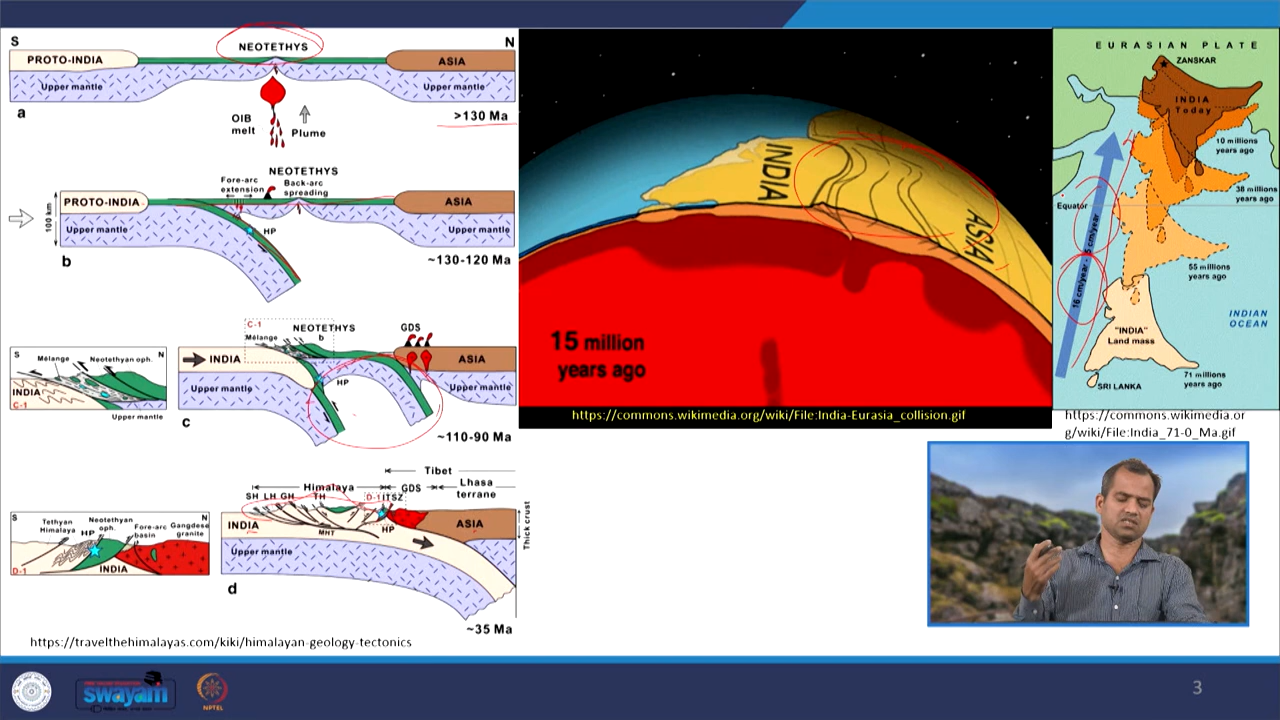 S
NEOTETHYS
N
PROTO-INDIA
ASIA
Upper mantle
Upper mantle
a
OIB
melt
Plume
>130 Ma
NEOTETHYS
Fore-arc
extension
Back-arc
spreading
PROTO-INDIA
ASIA
100 km
Upper mantle
HP
Upper mantle
b
~130-120 Ma
C-1
NEOTETHYS
b
GDS
Mélange
S
Mélange
Neotethyan oph.
N
INDIA
C-1
Upper mantle
INDIA
ASIA
Upper mantle
HP
Upper mantle
c
~110-90 Ma
Tibet
Himalaya
GDS
Lhasa
terrane
SH LH GH TH D-1 ITSZ
S
N
Tethyan
Himalaya
Neotethyan
oph.
HP
Fore-arc
basin
Gangdese
granite
D-1
INDIA
INDIA
MHT
HP
ASIA
Thick crust
Upper mantle
d
~35 Ma
https://travelthehimalayas.com/kiki/himalayan-geology-tectonics
INDIA
ASIA
15 million
years ago
https://commons.wikimedia.org/wiki/File:India-Eurasia_collision.gif
EURASIAN PLATE
ZANSKAR
INDIA
Today
10 millions
years ago
38 millions
years ago
Equator
55 millions
years ago
16 cm/year - 5 cm/year
INDIAN
OCEAN
"INDIA"
Land mass
71 millions
years ago
SRI LANKA
https://commons.wikimedia.or
g/wiki/File:India_71-0_Ma.gif
swayam
NPTEL
3